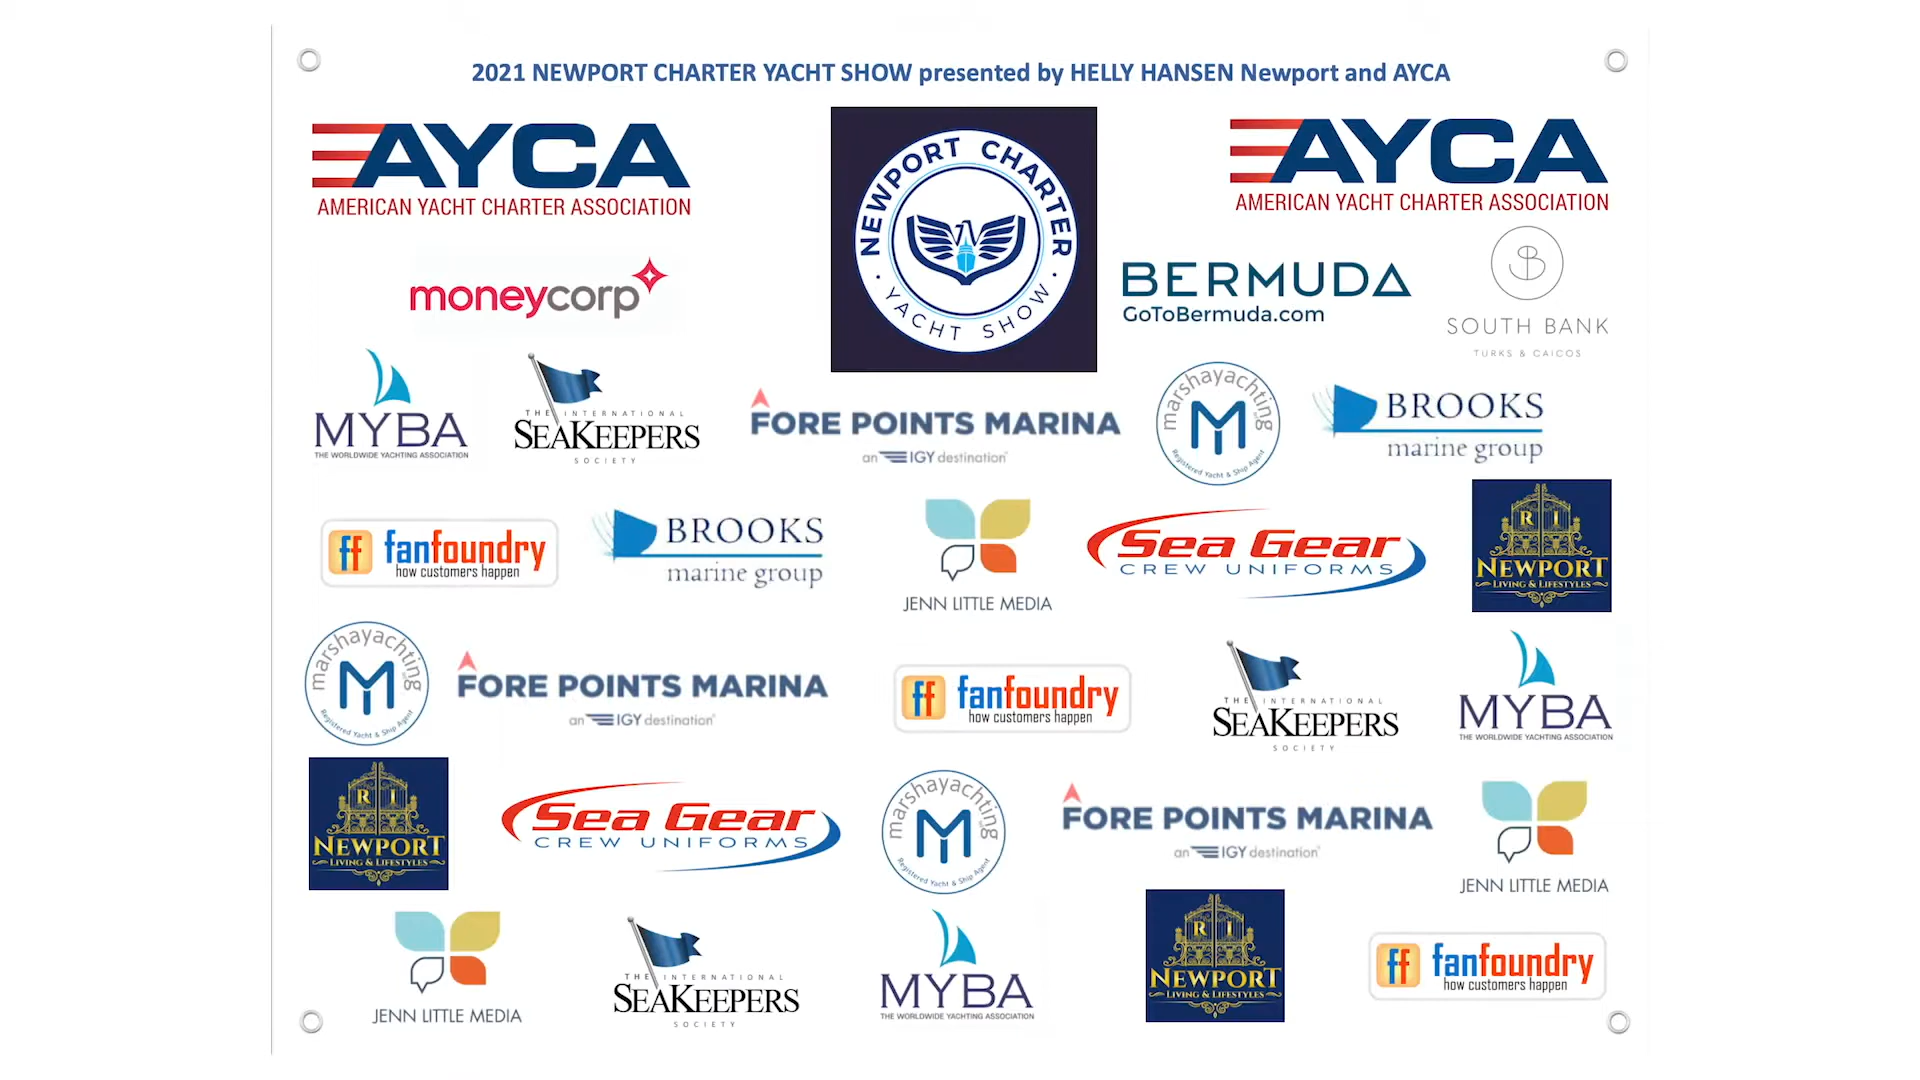 2021 NEWPORT CHARTER YACHT SHOW presented by HELLY HANSEN Newport and AYCA
AYCA
AMERICAN YACHT CHARTER ASSOCIATION
NEWPORT CHARTER
· YACHT SHOW ·
AYCA
AMERICAN YACHT CHARTER ASSOCIATION
moneycorp
BERMUDA
GoToBermuda.com
SB
SOUTH BANK
TURKS & CAICOS
MYBA
THE WORLDWIDE YACHTING ASSOCIATION
THE INTERNATIONAL
SEAKEEPERS
SOCIETY
FORE POINTS MARINA
an IGY destination
marshayachting
MY
Registered Yacht & Ship Agent
BROOKS
marine group
ff fanfoundry
how customers happen
BROOKS
marine group
JENN LITTLE MEDIA
Sea Gear
CREW UNIFORMS
R I
NEWPORT
LIVING & LIFESTYLES
marshayachting
MY
Registered Yacht & Ship Agent
FORE POINTS MARINA
an IGY destination
ff fanfoundry
how customers happen
THE INTERNATIONAL
SEAKEEPERS
SOCIETY
MYBA
THE WORLDWIDE YACHTING ASSOCIATION
R I
NEWPORT
LIVING & LIFESTYLES
Sea Gear
CREW UNIFORMS
marshayachting
MY
Registered Yacht & Ship Agent
FORE POINTS MARINA
an IGY destination
JENN LITTLE MEDIA
JENN LITTLE MEDIA
THE INTERNATIONAL
SEAKEEPERS
SOCIETY
MYBA
THE WORLDWIDE YACHTING ASSOCIATION
R I
NEWPORT
LIVING & LIFESTYLES
ff fanfoundry
how customers happen